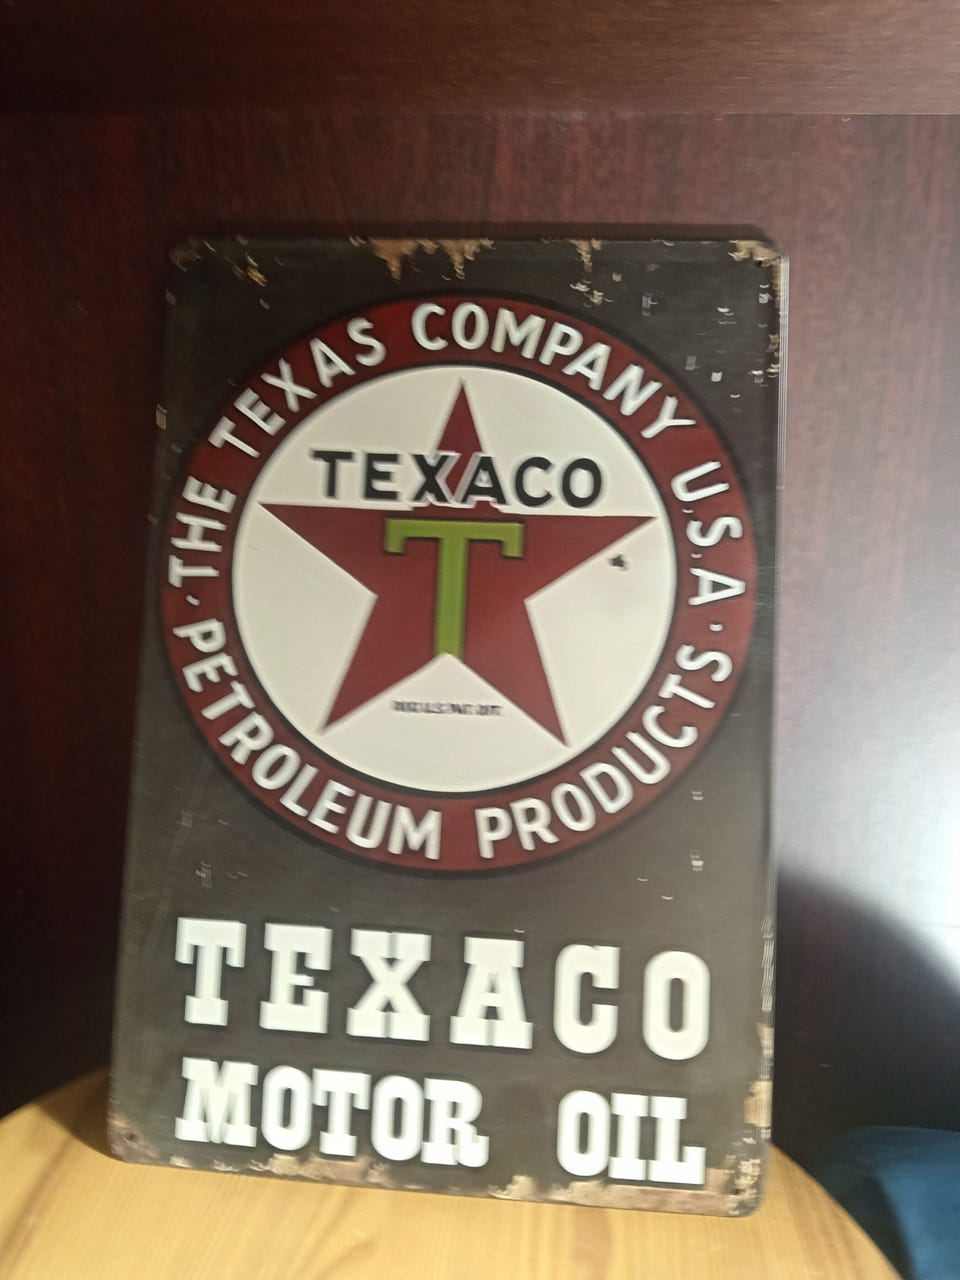 THE TEXAS COMPANY U.S.A.
TEXACO
T
· PETROLEUM PRODUCTS ·
TEXACO
MOTOR OIL